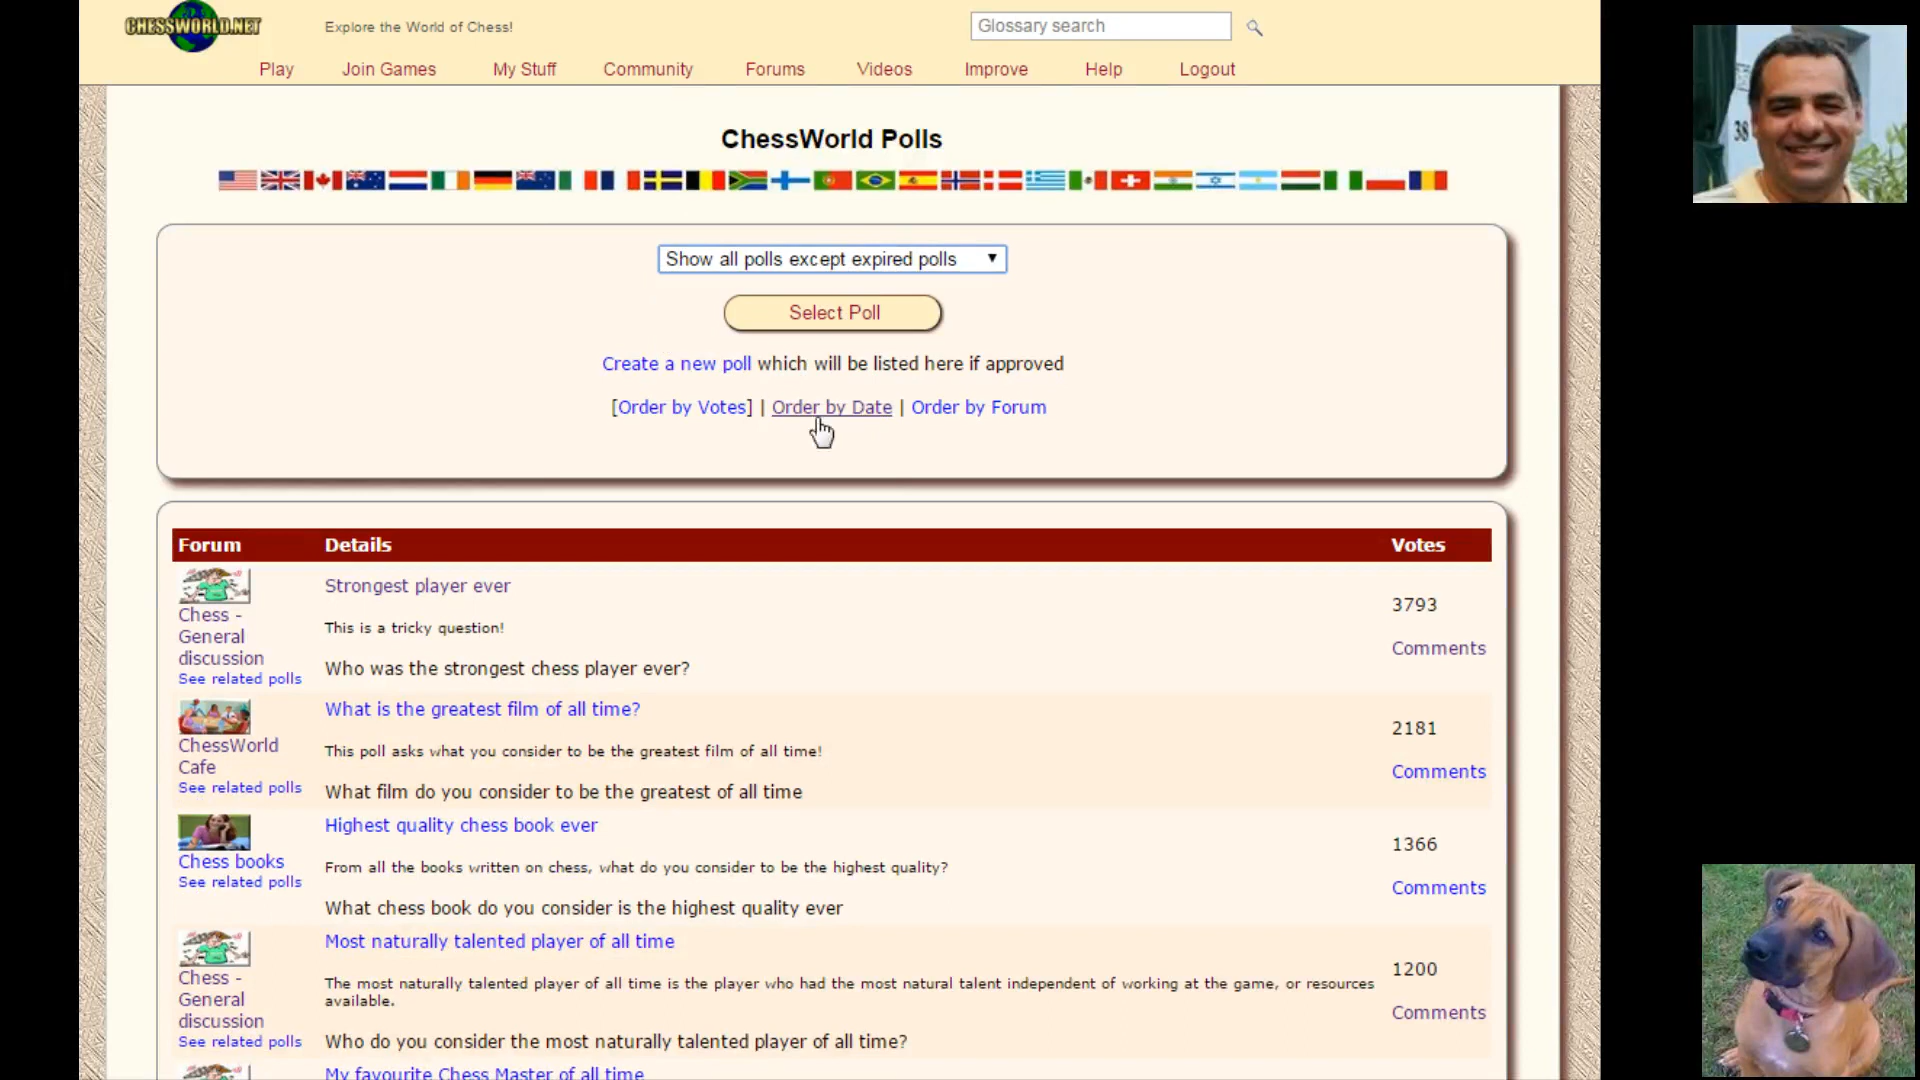 CHESSWORLD.NET
Explore the World of Chess!
Glossary search
Play Join Games My Stuff Community Forums Videos Improve Help Logout
ChessWorld Polls
Show all polls except expired polls
Select Poll
Create a new poll which will be listed here if approved
[Order by Votes] | Order by Date | Order by Forum
Forum Details Votes
Chess -
General
discussion
See related polls
Strongest player ever
This is a tricky question!
Who was the strongest chess player ever?
3793
Comments
ChessWorld
Cafe
See related polls
What is the greatest film of all time?
This poll asks what you consider to be the greatest film of all time!
What film do you consider to be the greatest of all time
2181
Comments
Chess books
See related polls
Highest quality chess book ever
From all the books written on chess, what do you consider to be the highest quality?
What chess book do you consider is the highest quality ever
1366
Comments
Chess -
General
discussion
See related polls
Most naturally talented player of all time
The most naturally talented player of all time is the player who had the most natural talent independent of working at the game, or resources
available.
Who do you consider the most naturally talented player of all time?
1200
Comments
My favourite Chess Master of all time
38